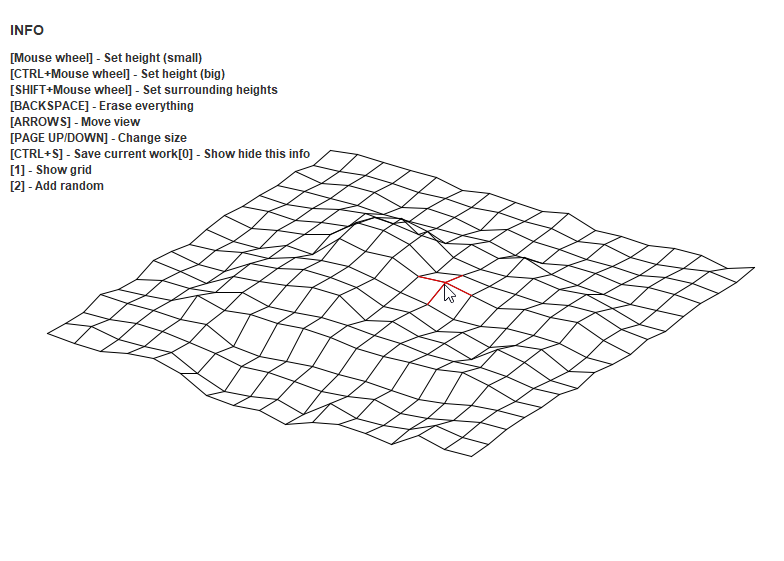 INFO
[Mouse wheel] - Set height (small)
[CTRL+Mouse wheel] - Set height (big)
[SHIFT+Mouse wheel] - Set surrounding heights
[BACKSPACE] - Erase everything
[ARROWS] - Move view
[PAGE UP/DOWN] - Change size
[CTRL+S] - Save current work[0] - Show hide this info
[1] - Show grid
[2] - Add random